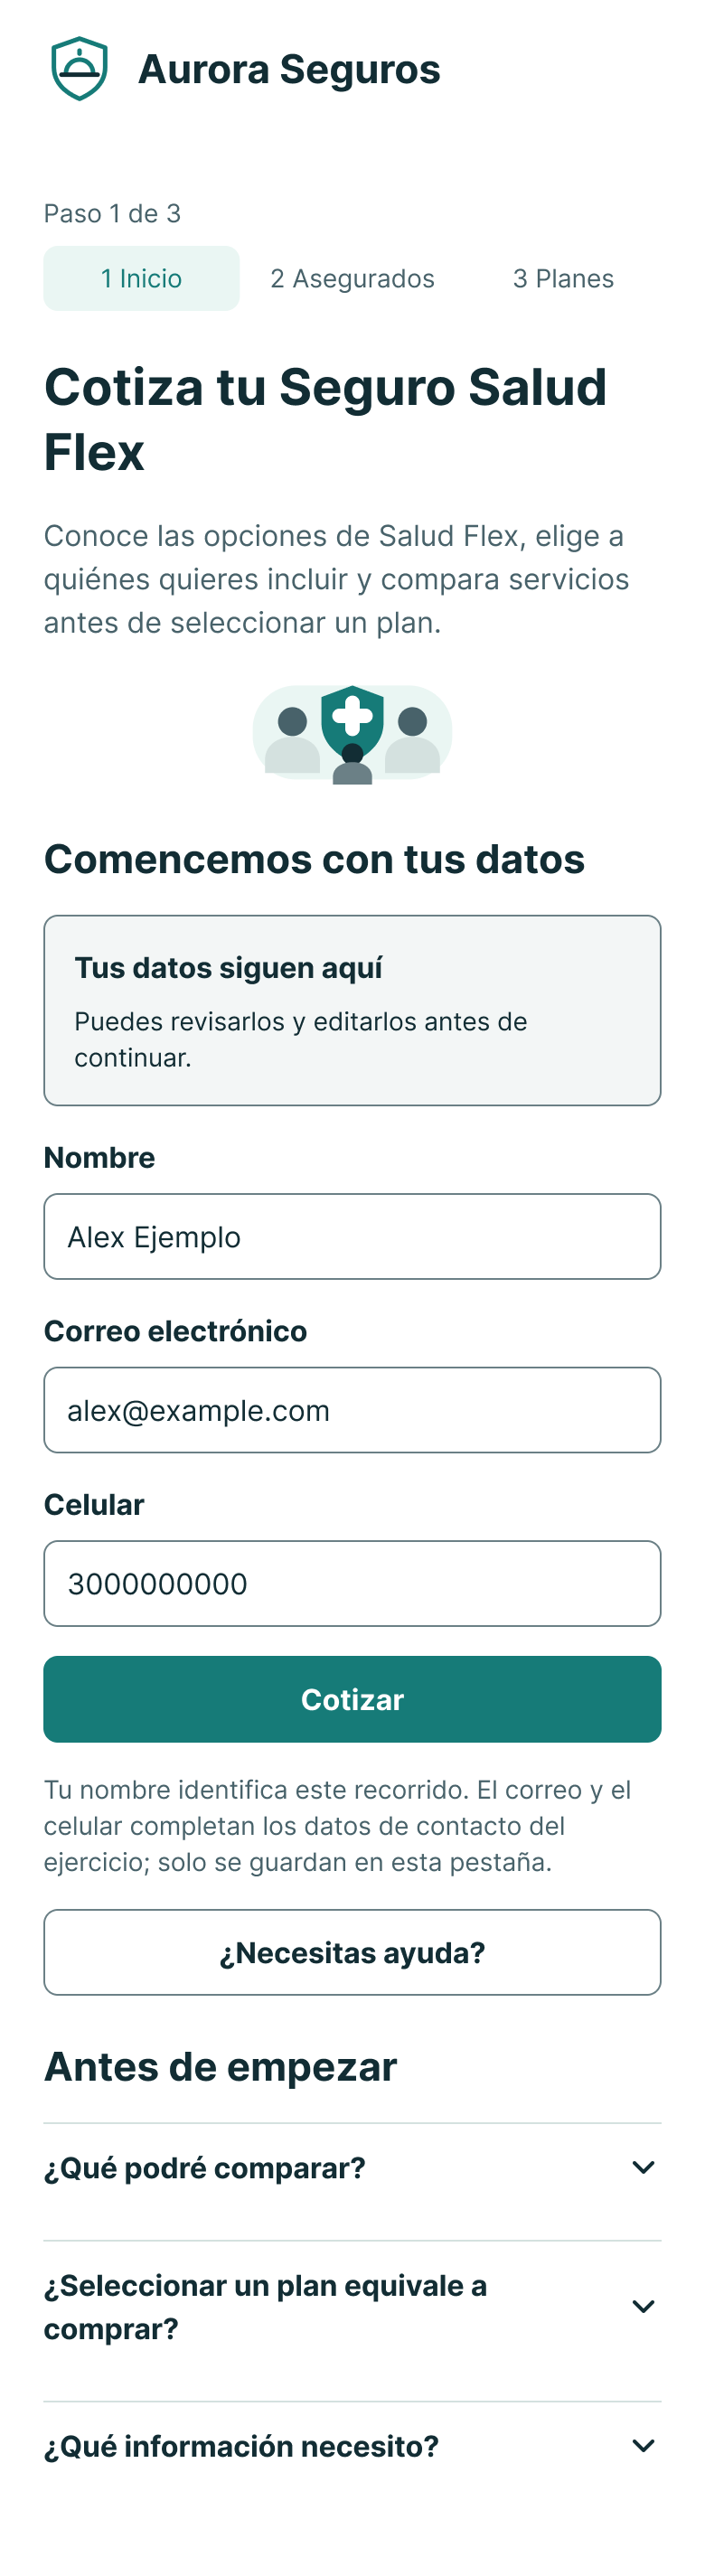 Aurora Seguros
Paso 1 de 3
1 Inicio
2 Asegurados
3 Planes
Cotiza tu Seguro Salud
Flex
Conoce las opciones de Salud Flex, elige a
quiénes quieres incluir y compara servicios
antes de seleccionar un plan.
Comencemos con tus datos
Tus datos siguen aquí
Puedes revisarlos y editarlos antes de
continuar.
Nombre
Alex Ejemplo
Correo electrónico
alex@example.com
Celular
3000000000
Cotizar
Tu nombre identifica este recorrido. El correo y el
celular completan los datos de contacto del
ejercicio; solo se guardan en esta pestaña.
¿Necesitas ayuda?
Antes de empezar
¿Qué podré comparar?
¿Seleccionar un plan equivale a
comprar?
¿Qué información necesito?